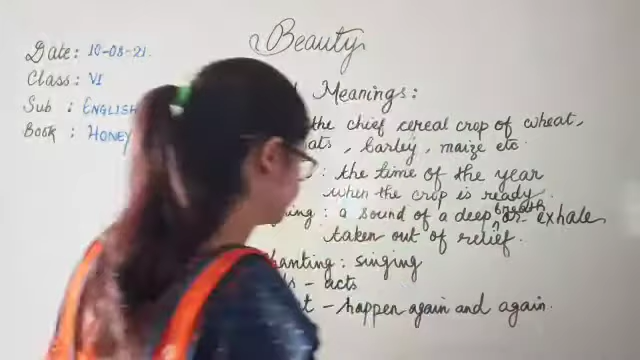 Beauty
Date: 10-08-21.
Class: VI
Sub : ENGLISH
Book : HONEY
Meanings:
the chief cereal crop of wheat,
barley, maize etc.
: the time of the year
when the crop is ready.
: a sound of a deep breath or exhale
taken out of relief.
: singing
- acts
- happen again and again.